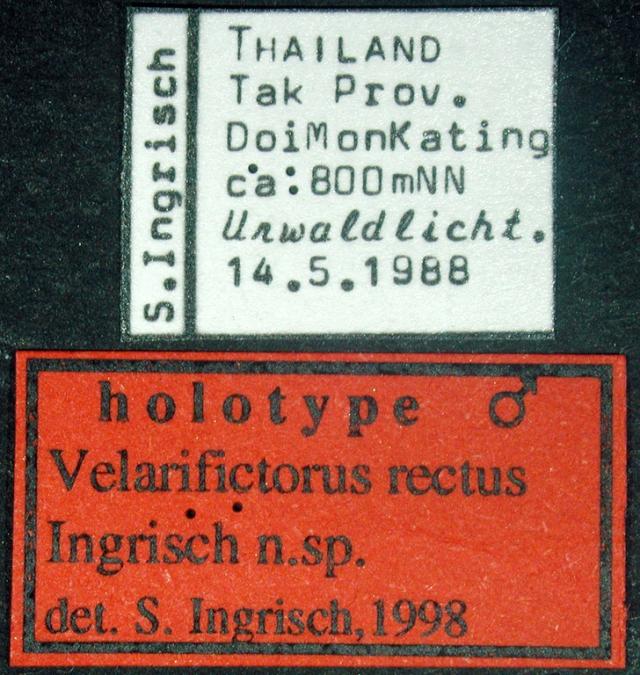 S.Ingrisch
THAILAND
Tak Prov.
DoiMonKating
ca: 800mNN
Urwaldlicht.
14.5.1988
holotype ♂
Velarifictorus rectus
Ingrisch n.sp.
det. S. Ingrisch, 1998